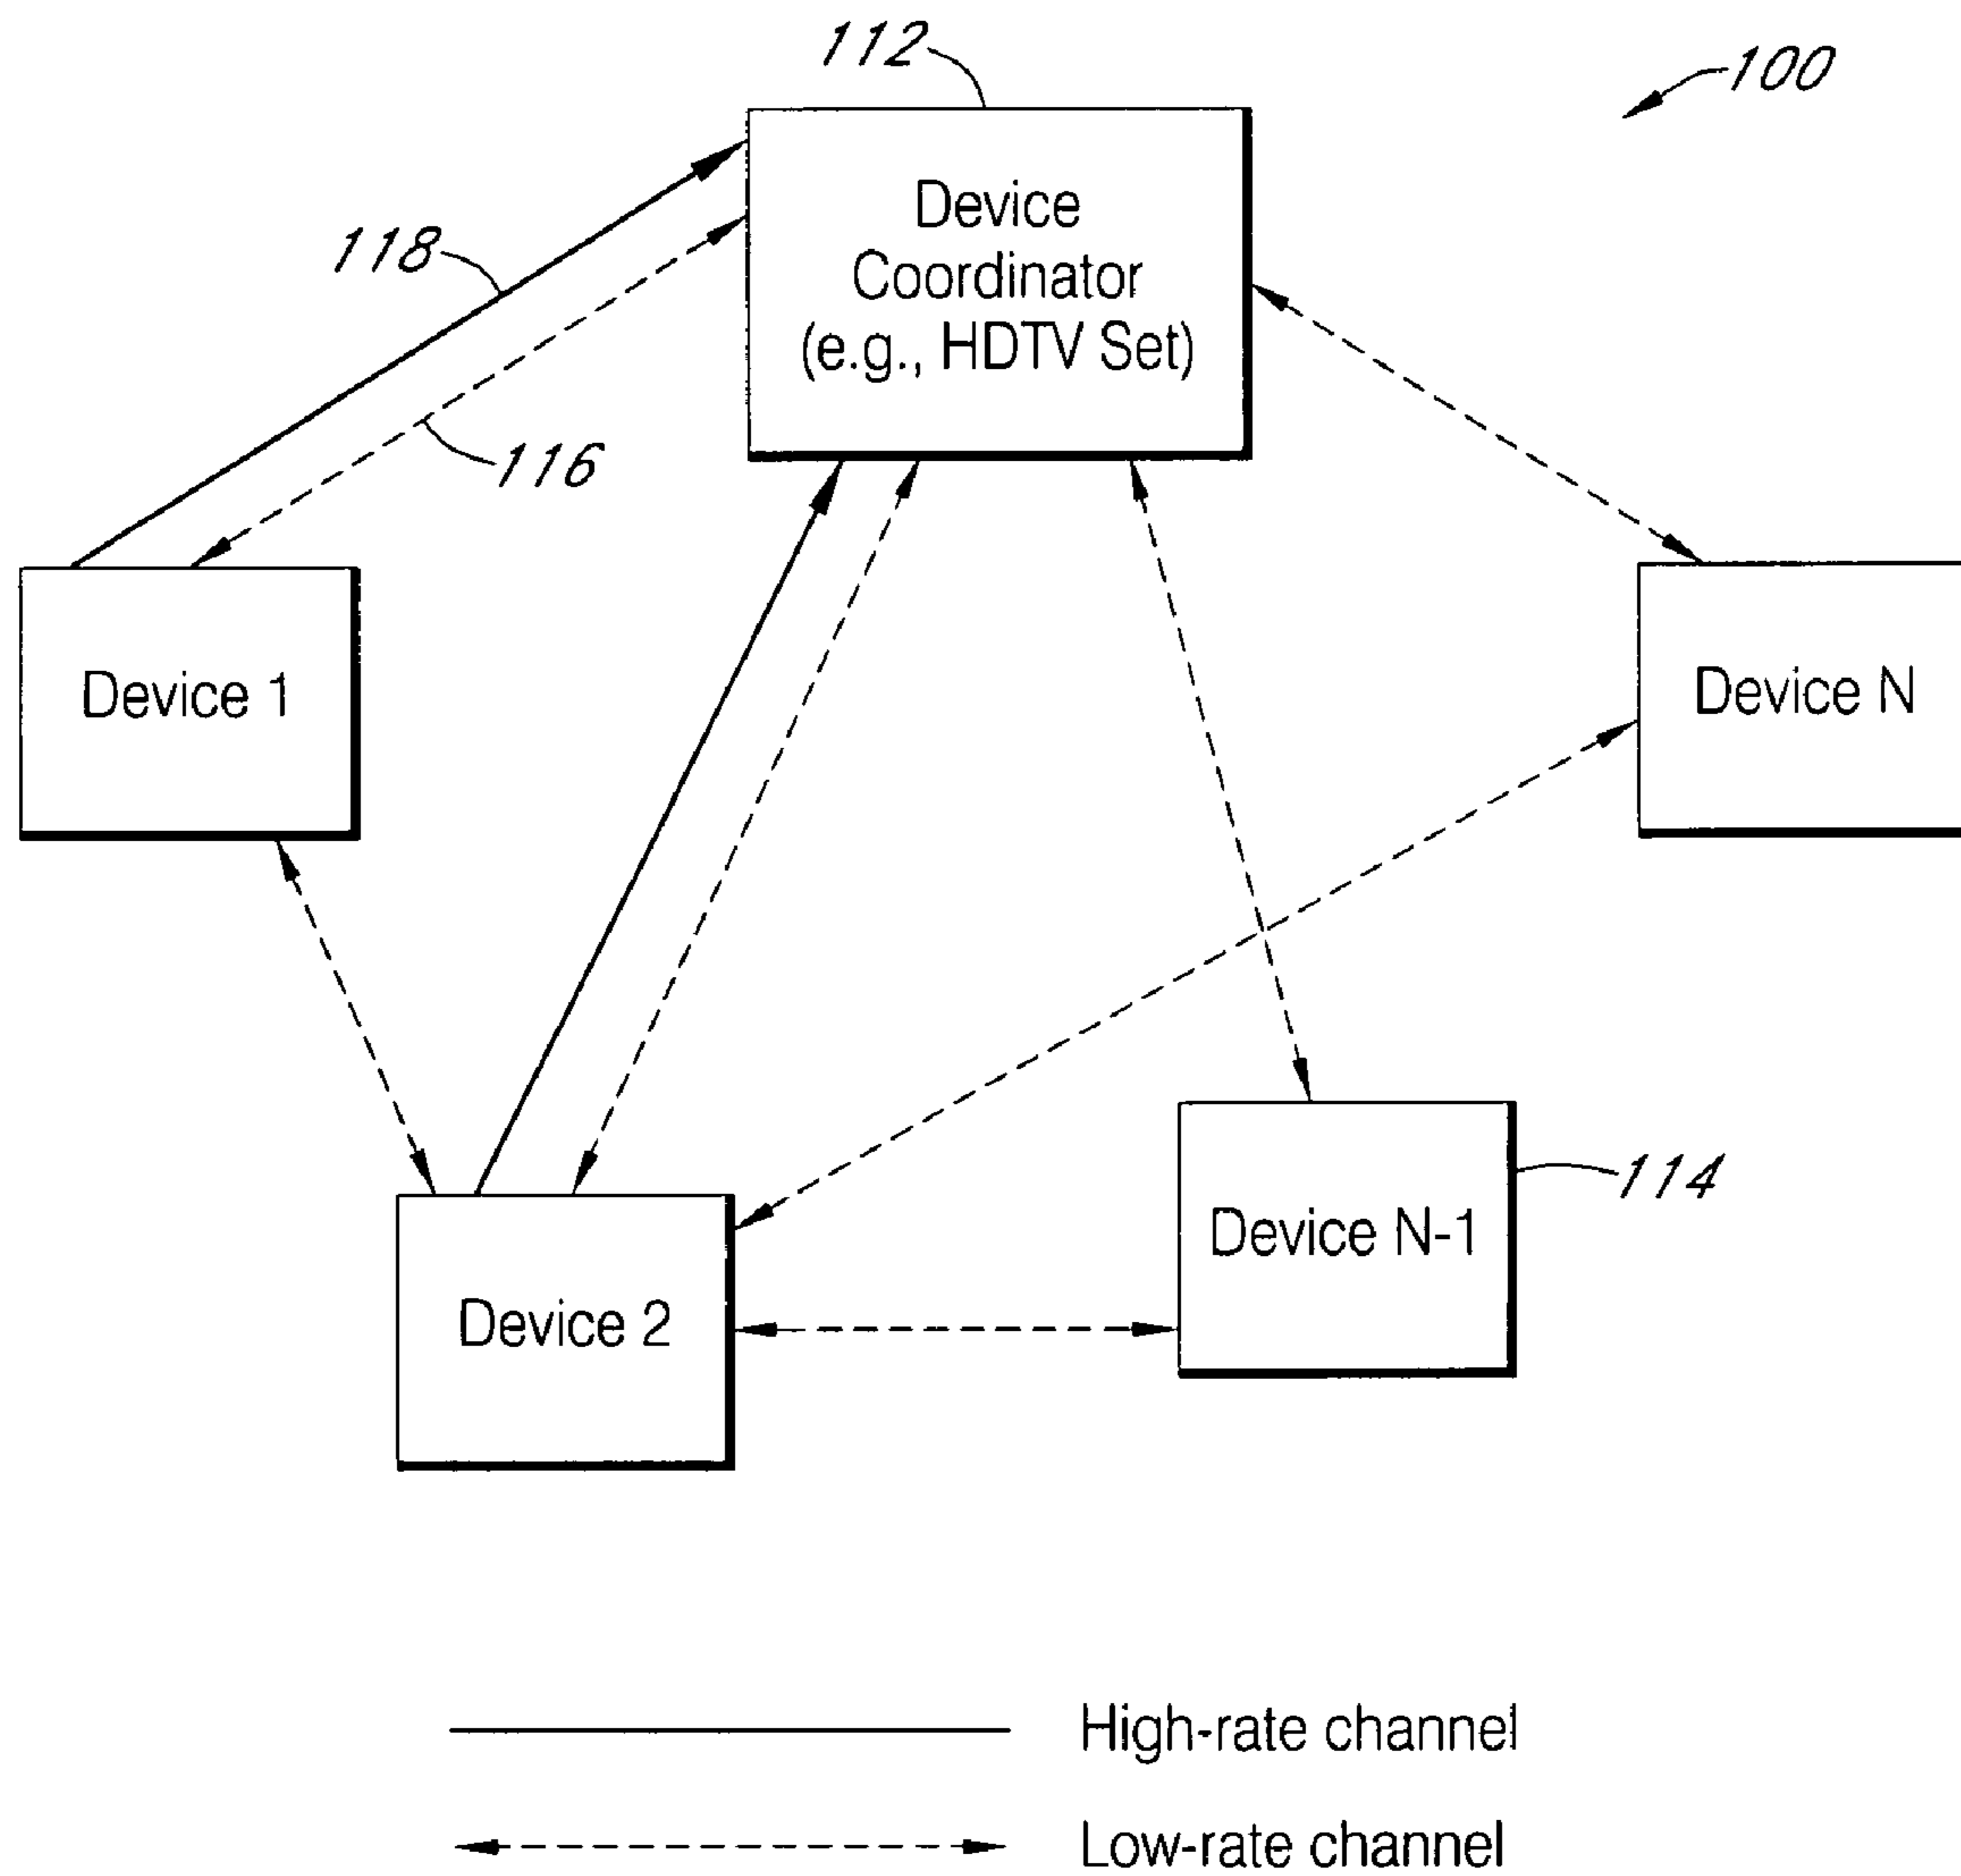 112
100
Device
Coordinator
(e.g., HDTV Set)
118
116
Device 1
Device N
114
Device N-1
Device 2
High-rate channel
Low-rate channel